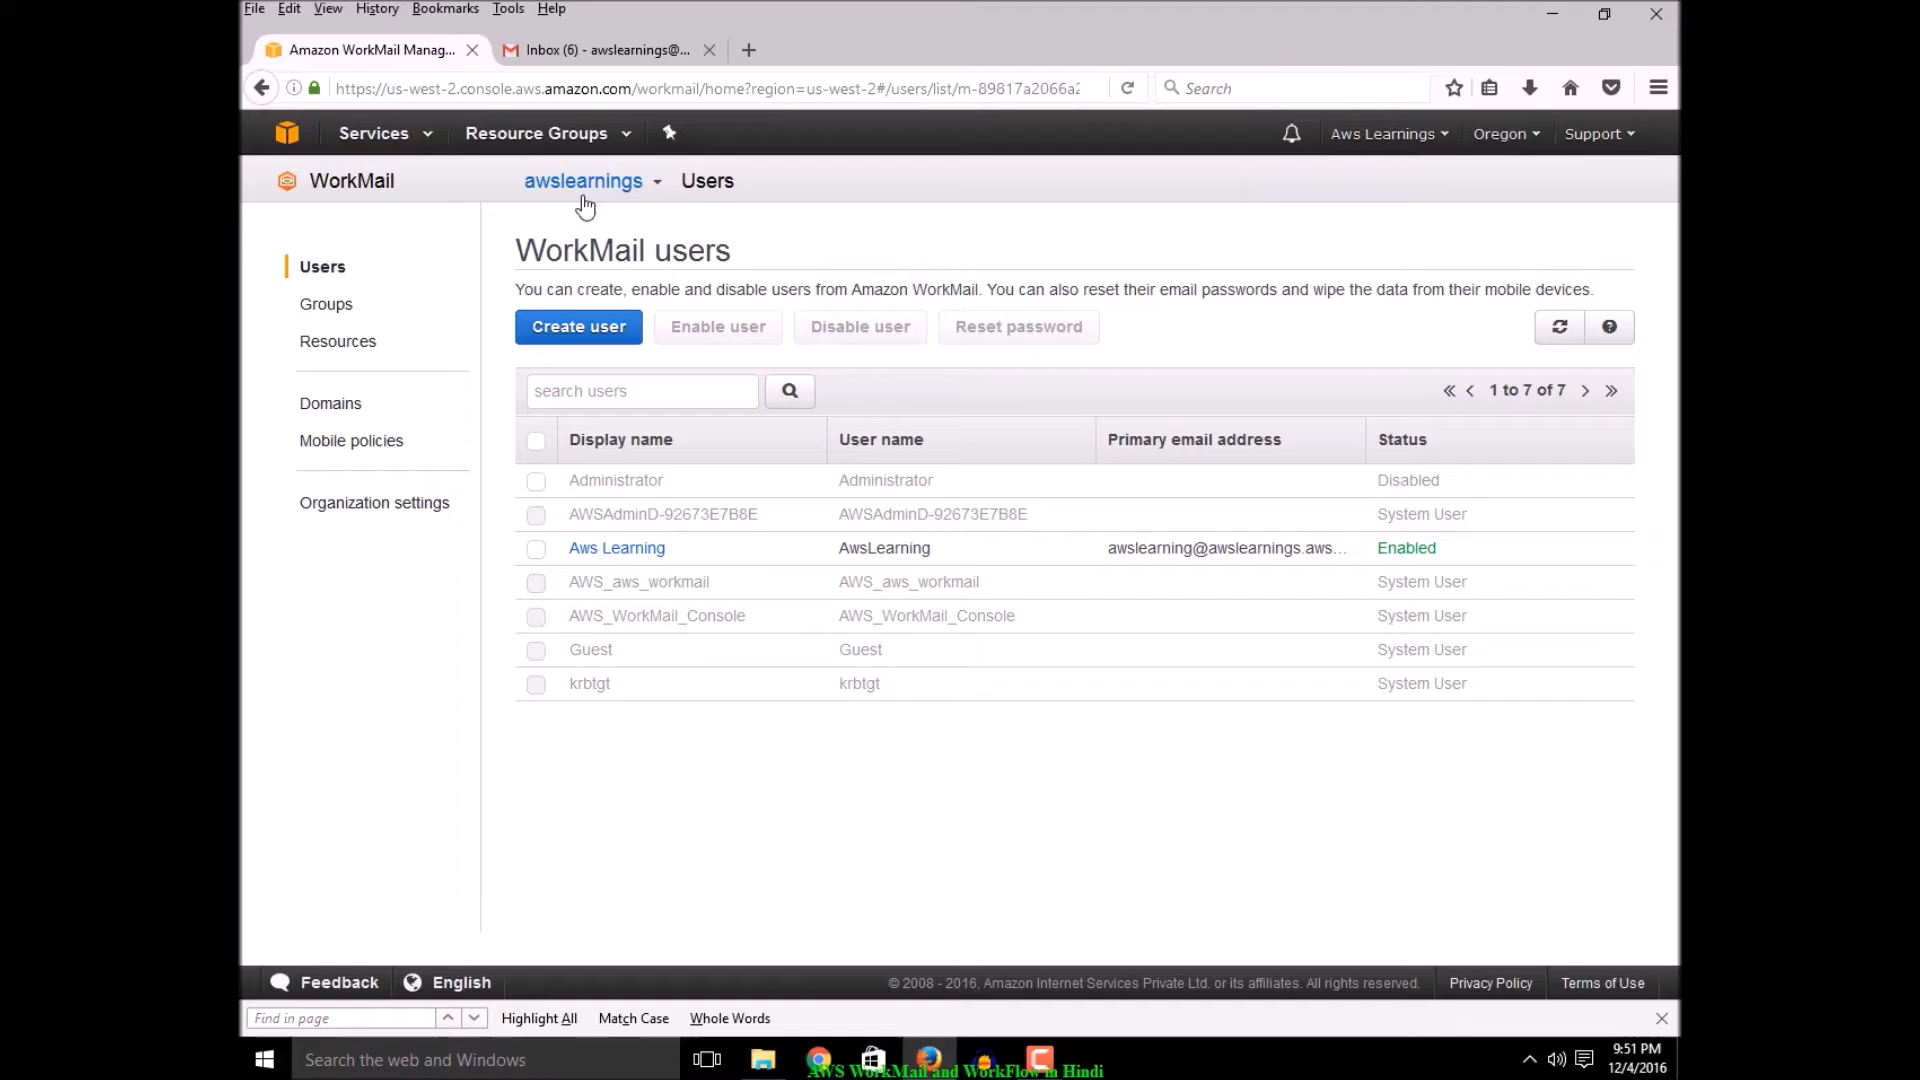 File Edit View History Bookmarks Tools Help
Amazon WorkMail Manag...
Inbox (6) - awslearnings@...
https://us-west-2.console.aws.amazon.com/workmail/home?region=us-west-2#/users/list/m-89817a2066a2
Search
Services
Resource Groups
Aws Learnings
Oregon
Support
WorkMail
awslearnings
Users
WorkMail users
You can create, enable and disable users from Amazon WorkMail. You can also reset their email passwords and wipe the data from their mobile devices.
Users
Groups
Resources
Domains
Mobile policies
Organization settings
Create user
Enable user
Disable user
Reset password
search users
1 to 7 of 7
Display name User name Primary email address Status
Administrator Administrator Disabled
AWSAdminD-92673E7B8E AWSAdminD-92673E7B8E System User
Aws Learning AwsLearning awslearning@awslearnings.aws... Enabled
AWS_aws_workmail AWS_aws_workmail System User
AWS_WorkMail_Console AWS_WorkMail_Console System User
Guest Guest System User
krbtgt krbtgt System User
Feedback
English
© 2008 - 2016, Amazon Internet Services Private Ltd. or its affiliates. All rights reserved.
Privacy Policy
Terms of Use
Find in page
Highlight All
Match Case
Whole Words
Search the web and Windows
9:51 PM
12/4/2016
AWS WorkMail and WorkFlow in Hindi